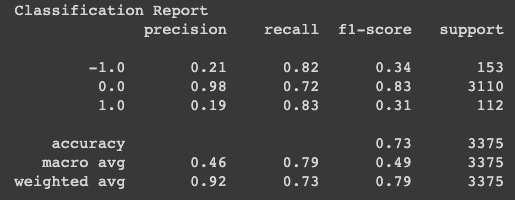 Classification Report
precision recall f1-score support
-1.0 0.21 0.82 0.34 153
0.0 0.98 0.72 0.83 3110
1.0 0.19 0.83 0.31 112
accuracy 0.73 3375
macro avg 0.46 0.79 0.49 3375
weighted avg 0.92 0.73 0.79 3375